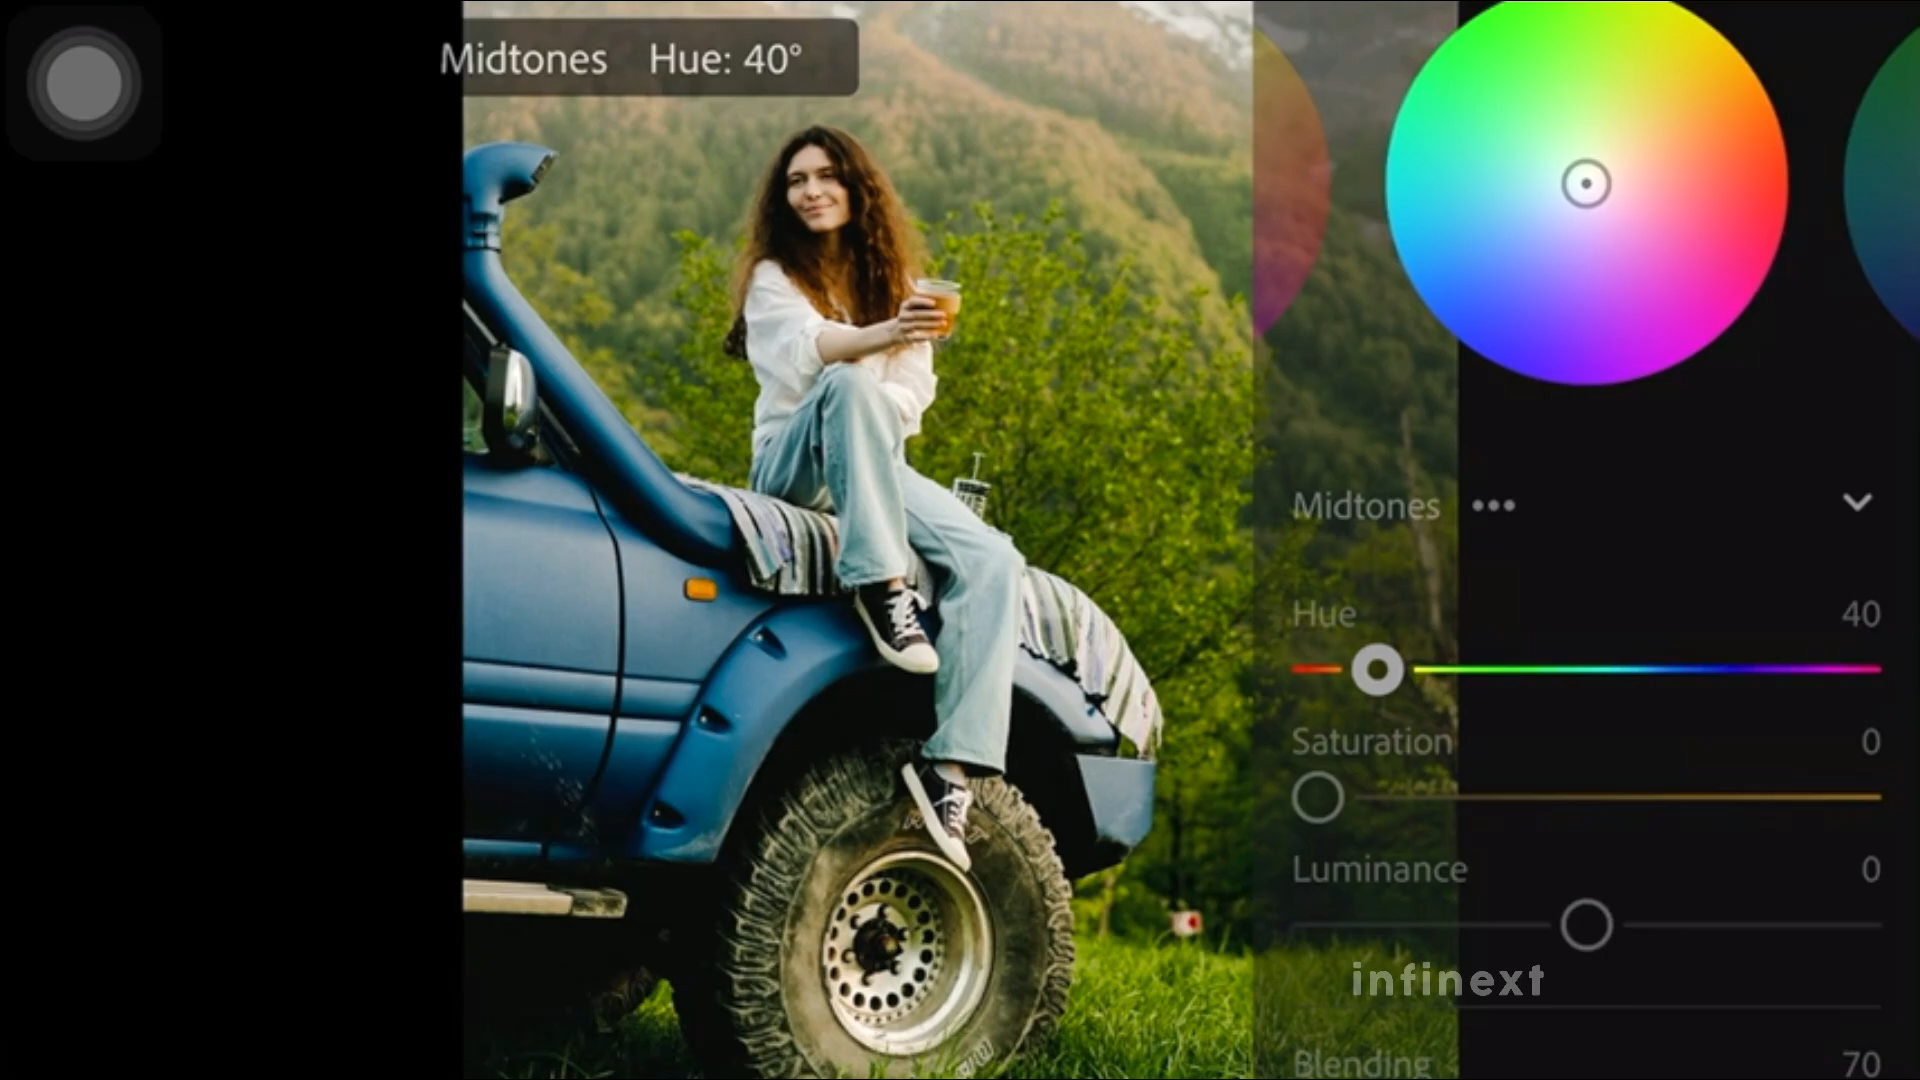 Midtones Hue: 40°
Midtones •••
Hue 40
Saturation 0
Luminance 0
infinext
Blending 70